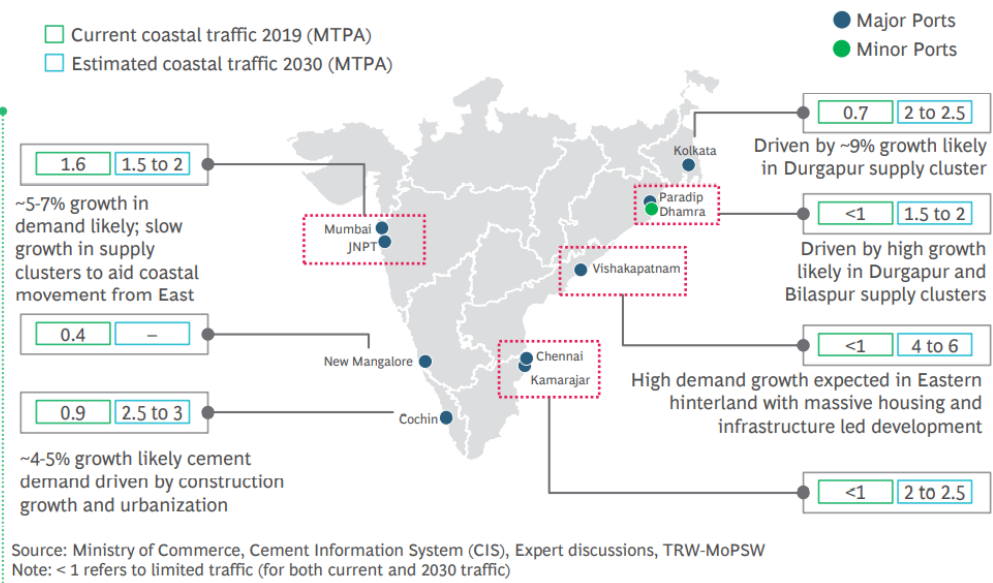 Current coastal traffic 2019 (MTPA)
Estimated coastal traffic 2030 (MTPA)
Major Ports
Minor Ports
1.6 1.5 to 2
~5-7% growth in
demand likely; slow
growth in supply
clusters to aid coastal
movement from East
0.4 –
0.9 2.5 to 3
~4-5% growth likely cement
demand driven by construction
growth and urbanization
Mumbai
JNPT
New Mangalore
Cochin
Kolkata
Paradip
Dhamra
Vishakapatnam
Chennai
Kamarajar
0.7 2 to 2.5
Driven by ~9% growth likely
in Durgapur supply cluster
<1 1.5 to 2
Driven by high growth
likely in Durgapur and
Bilaspur supply clusters
<1 4 to 6
High demand growth expected in Eastern
hinterland with massive housing and
infrastructure led development
<1 2 to 2.5
Source: Ministry of Commerce, Cement Information System (CIS), Expert discussions, TRW-MoPSW
Note: < 1 refers to limited traffic (for both current and 2030 traffic)